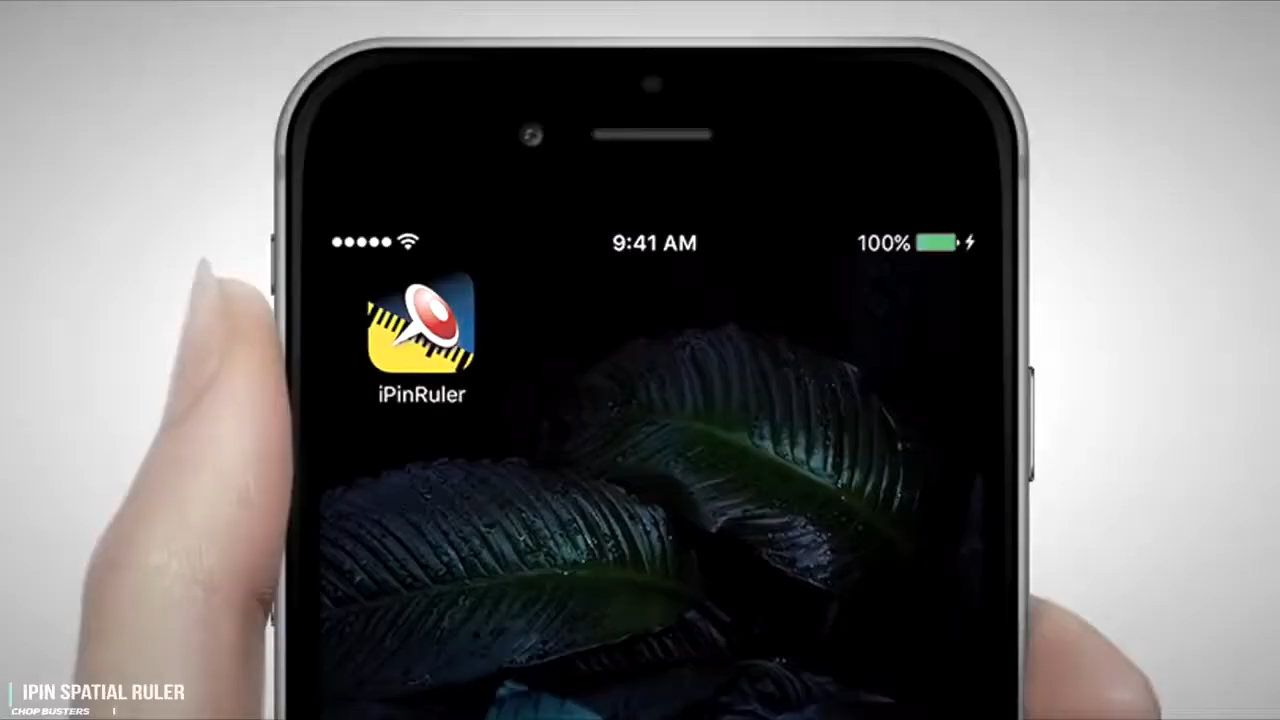 9:41 AM
100%
iPinRuler
IPIN SPATIAL RULER
CHOP BUSTERS